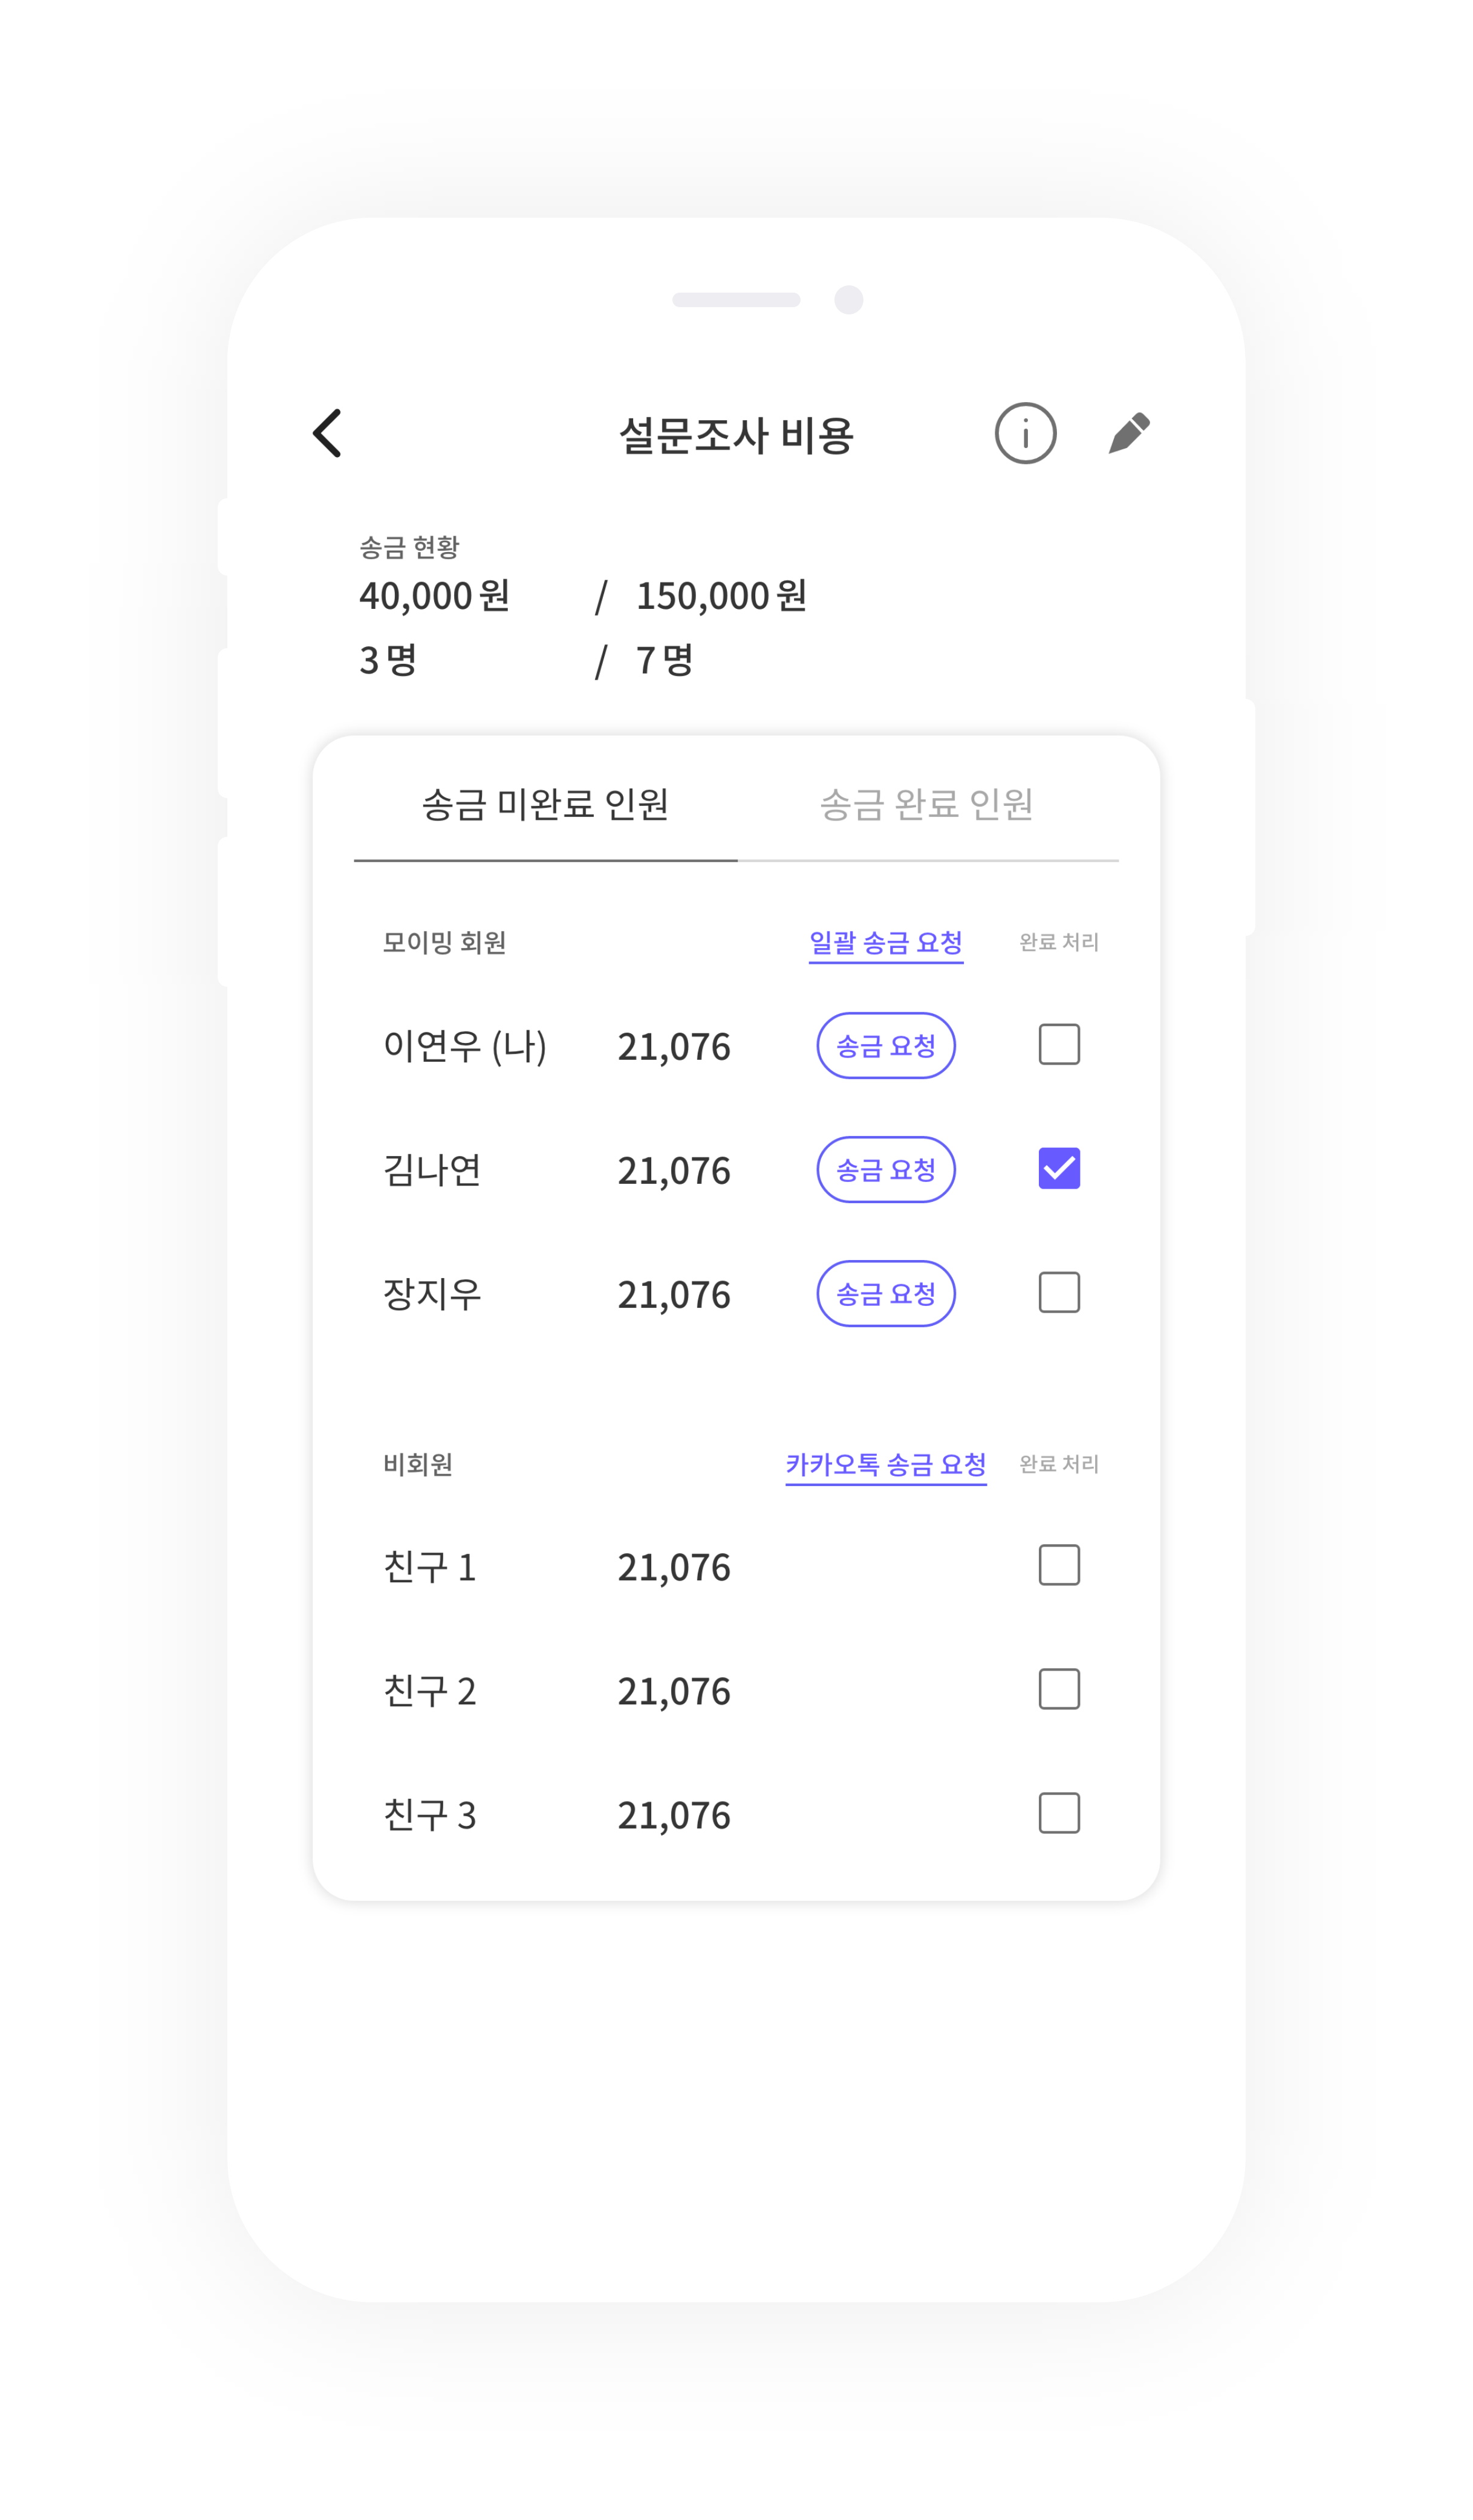 설문조사 비용
송금 현황
40,000 원 / 150,000 원
3 명 / 7 명
송금 미완료 인원 송금 완료 인원
모이밍 회원 일괄 송금 요청 완료 처리
이연우 (나) 21,076 송금 요청
김나연 21,076 송금 요청
장지우 21,076 송금 요청
비회원 카카오톡 송금 요청 완료 처리
친구 1 21,076
친구 2 21,076
친구 3 21,076